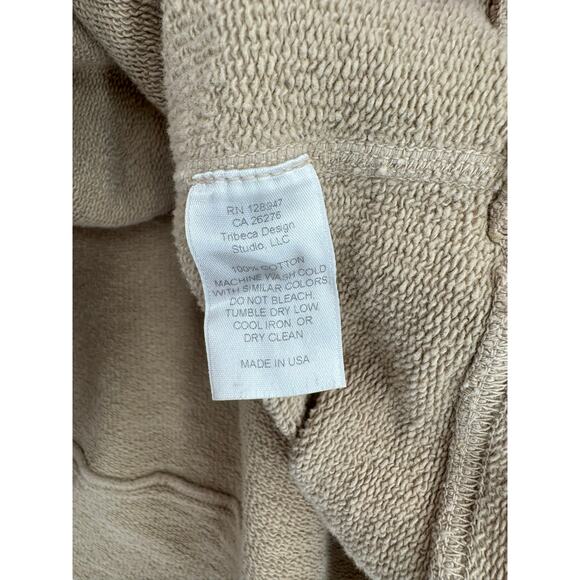 RN 128947
CA 26276
Tribeca Design
Studio, LLC
100% COTTON
MACHINE WASH COLD
WITH SIMILAR COLORS.
DO NOT BLEACH.
TUMBLE DRY LOW.
COOL IRON. OR
DRY CLEAN
MADE IN USA